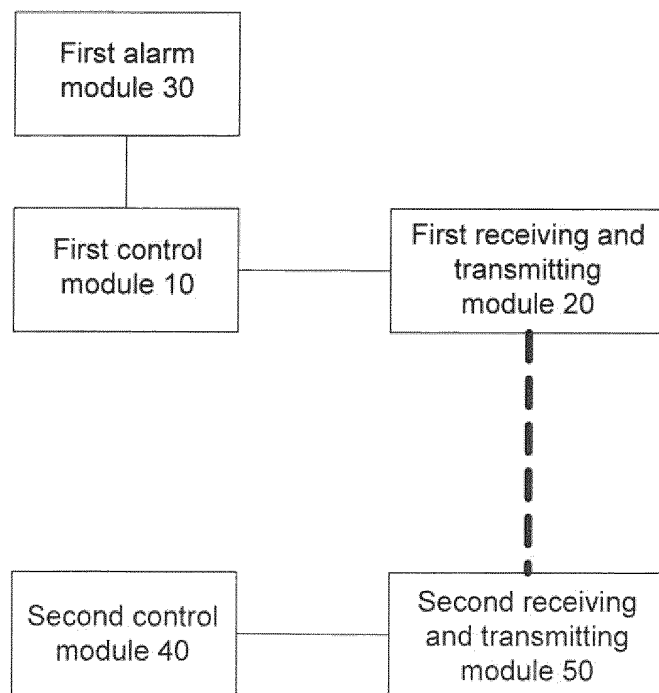 First alarm
module 30
First control
module 10
First receiving and
transmitting
module 20
Second control
module 40
Second receiving
and transmitting
module 50